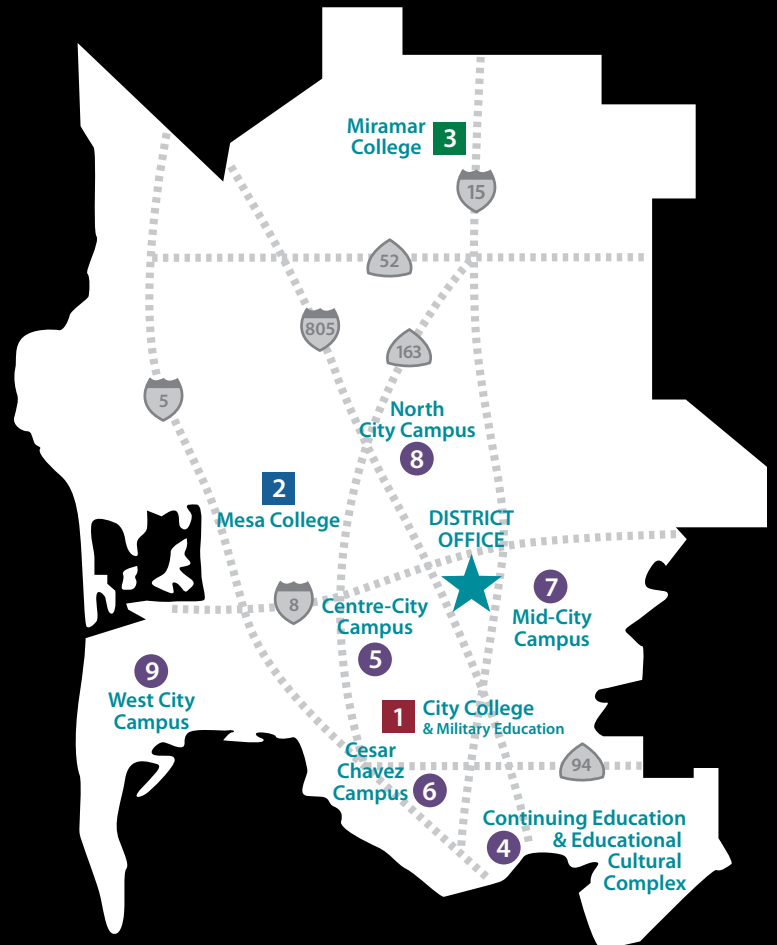 Miramar
College
3
15
52
805
163
5
North
City Campus
8
2
Mesa College
DISTRICT
OFFICE
7
Mid-City
Campus
8
Centre-City
Campus
5
9
West City
Campus
1
City College
& Military Education
Cesar
Chavez
Campus
6
94
Continuing Education
& Educational
Cultural
Complex
4